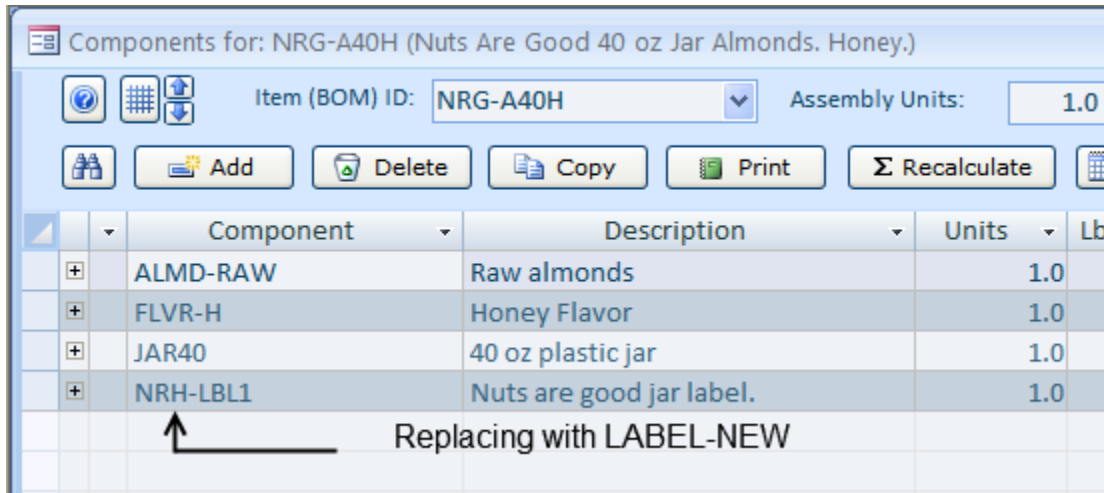 Components for: NRG-A40H (Nuts Are Good 40 oz Jar Almonds. Honey.)
Item (BOM) ID: NRG-A40H Assembly Units: 1.0
Add Delete Copy Print Σ Recalculate
Component Description Units Lb
ALMD-RAW Raw almonds 1.0
FLVR-H Honey Flavor 1.0
JAR40 40 oz plastic jar 1.0
NRH-LBL1 Nuts are good jar label. 1.0
Replacing with LABEL-NEW